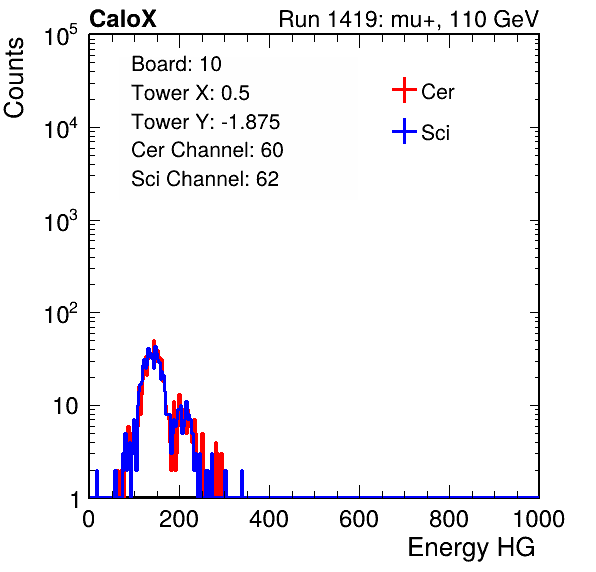 CaloX Run 1419: mu+, 110 GeV
Counts
10^5
10^4
10^3
10^2
10
1
Board: 10
Tower X: 0.5
Tower Y: -1.875
Cer Channel: 60
Sci Channel: 62
Cer
Sci
0 200 400 600 800 1000
Energy HG